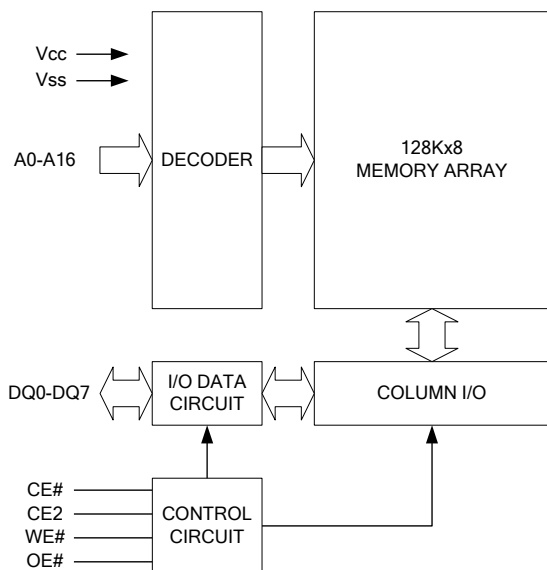 Vcc
Vss
A0-A16
DECODER
128Kx8
MEMORY ARRAY
DQ0-DQ7
I/O DATA
CIRCUIT
COLUMN I/O
CE#
CE2
WE#
OE#
CONTROL
CIRCUIT